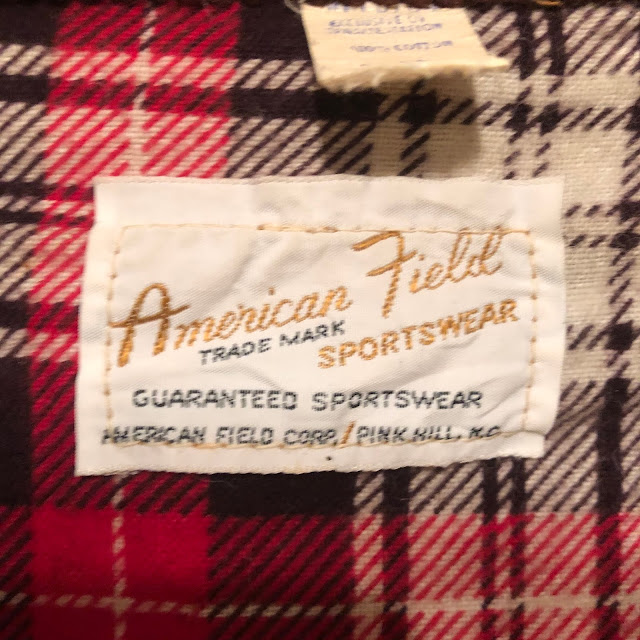 American Field
TRADE MARK
SPORTSWEAR
GUARANTEED SPORTSWEAR
AMERICAN FIELD CORP/PINK HILL, N.C.